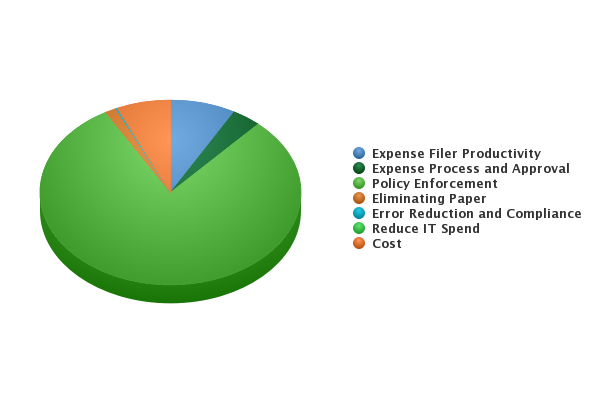 Expense Filer Productivity
Expense Process and Approval
Policy Enforcement
Eliminating Paper
Error Reduction and Compliance
Reduce IT Spend
Cost